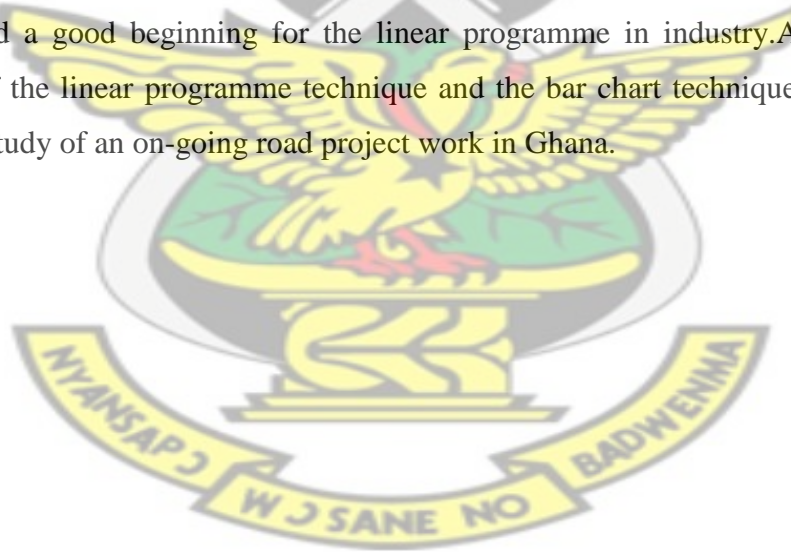 d a good beginning for the linear programme in industry.A
the linear programme technique and the bar chart technique
tudy of an on-going road project work in Ghana.
NYANSAPƆ WƆ SANE NO BADWENMA